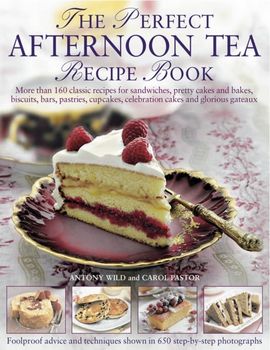 THE PERFECT
AFTERNOON TEA
RECIPE BOOK
More than 160 classic recipes for sandwiches, pretty cakes and bakes,
biscuits, bars, pastries, cupcakes, celebration cakes and glorious gateaux
ANTONY WILD and CAROL PASTOR
Foolproof advice and techniques shown in 650 step-by-step photographs